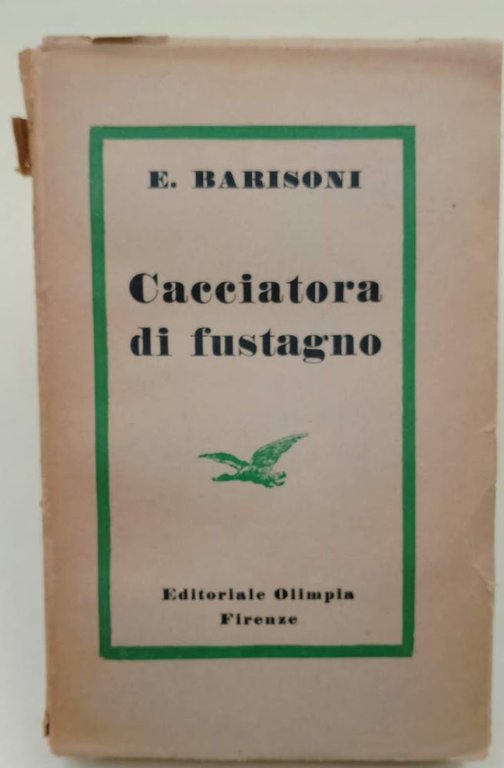 E. BARISONI
Cacciatora
di fustagno
Editoriale Olimpia
Firenze